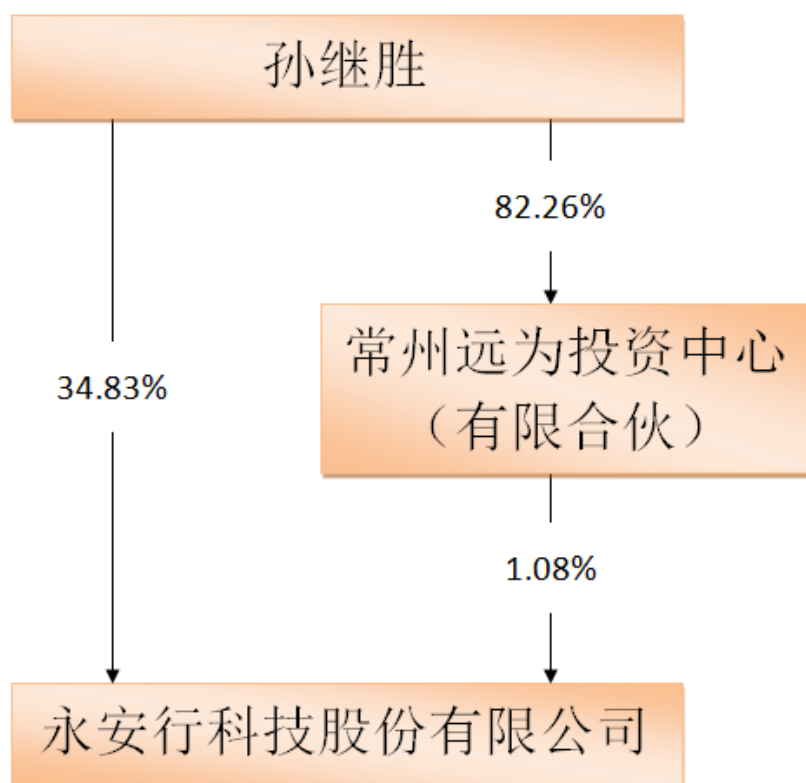 孙继胜
82.26%
常州远为投资中心
（有限合伙）
34.83%
1.08%
永安行科技股份有限公司